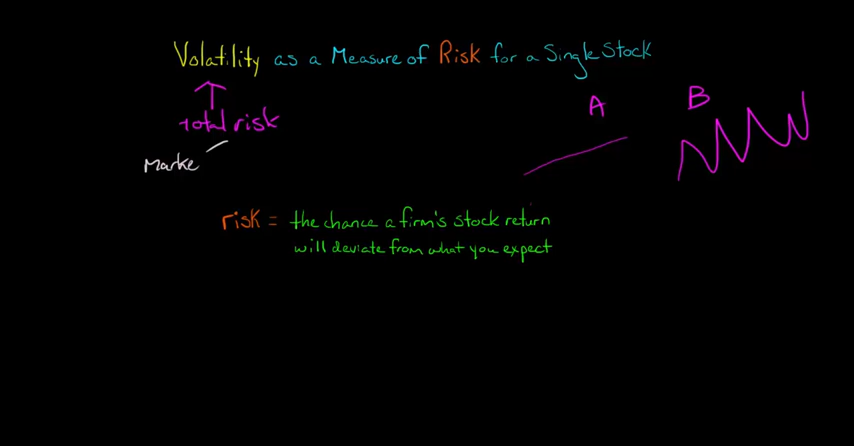 Volatility as a Measure of Risk for a Single Stock
A
B
total risk
Marke
risk = the chance a firm's stock return
will deviate from what you expect